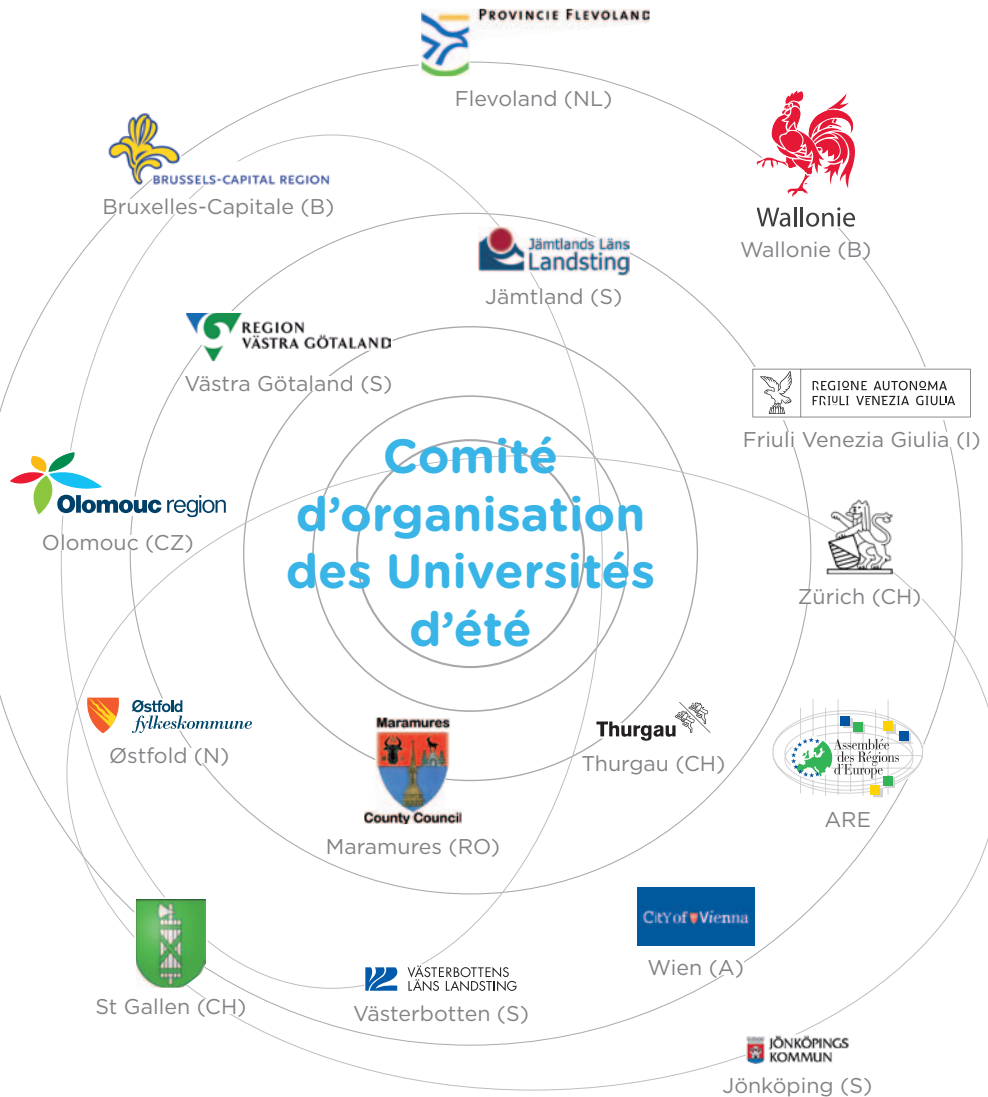 PROVINCIE FLEVOLAND
Flevoland (NL)
BRUSSELS-CAPITAL REGION
Bruxelles-Capitale (B)
Wallonie
Wallonie (B)
Jämtlands Läns
Landsting
Jämtland (S)
REGION
VÄSTRA GÖTALAND
Västra Götaland (S)
REGIONE AUTONOMA
FRIULI VENEZIA GIULIA
Friuli Venezia Giulia (I)
Comité
d'organisation
des Universités
d'été
Olomouc region
Olomouc (CZ)
Zürich (CH)
Østfold
fylkeskommune
Østfold (N)
Maramures
County Council
Maramures (RO)
Thurgau
Thurgau (CH)
Assemblée
des Régions
d'Europe
ARE
St Gallen (CH)
VÄSTERBOTTENS
LÄNS LANDSTING
Västerbotten (S)
City of Vienna
Wien (A)
JÖNKÖPINGS
KOMMUN
Jönköping (S)